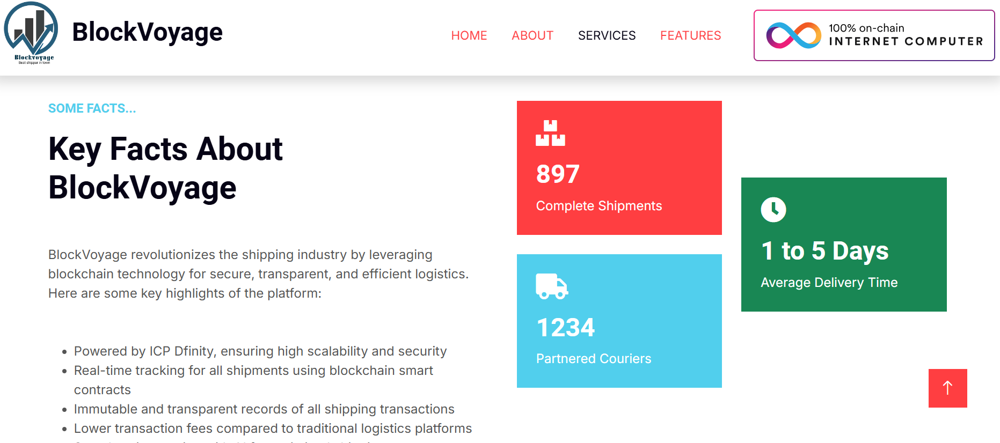 Blockvoyage
Best shipper in town
BlockVoyage
HOME
ABOUT
SERVICES
FEATURES
100% on-chain
INTERNET COMPUTER
SOME FACTS...
Key Facts About
BlockVoyage
BlockVoyage revolutionizes the shipping industry by leveraging
blockchain technology for secure, transparent, and efficient logistics.
Here are some key highlights of the platform:
Powered by ICP Dfinity, ensuring high scalability and security
Real-time tracking for all shipments using blockchain smart
contracts
Immutable and transparent records of all shipping transactions
Lower transaction fees compared to traditional logistics platforms
897
Complete Shipments
1234
Partnered Couriers
1 to 5 Days
Average Delivery Time